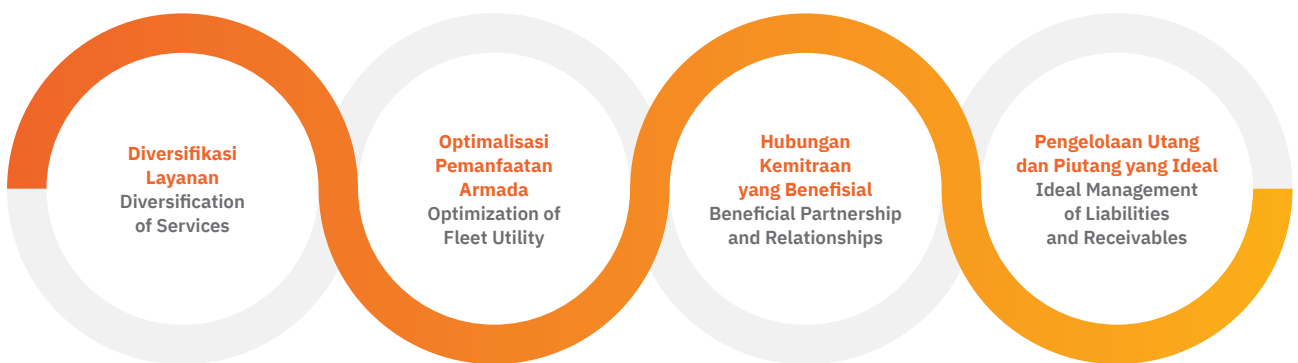 Diversifikasi
Layanan
Diversification
of Services
Optimalisasi
Pemanfaatan
Armada
Optimization of
Fleet Utility
Hubungan
Kemitraan
yang Benefisial
Beneficial Partnership
and Relationships
Pengelolaan Utang
dan Piutang yang Ideal
Ideal Management
of Liabilities
and Receivables